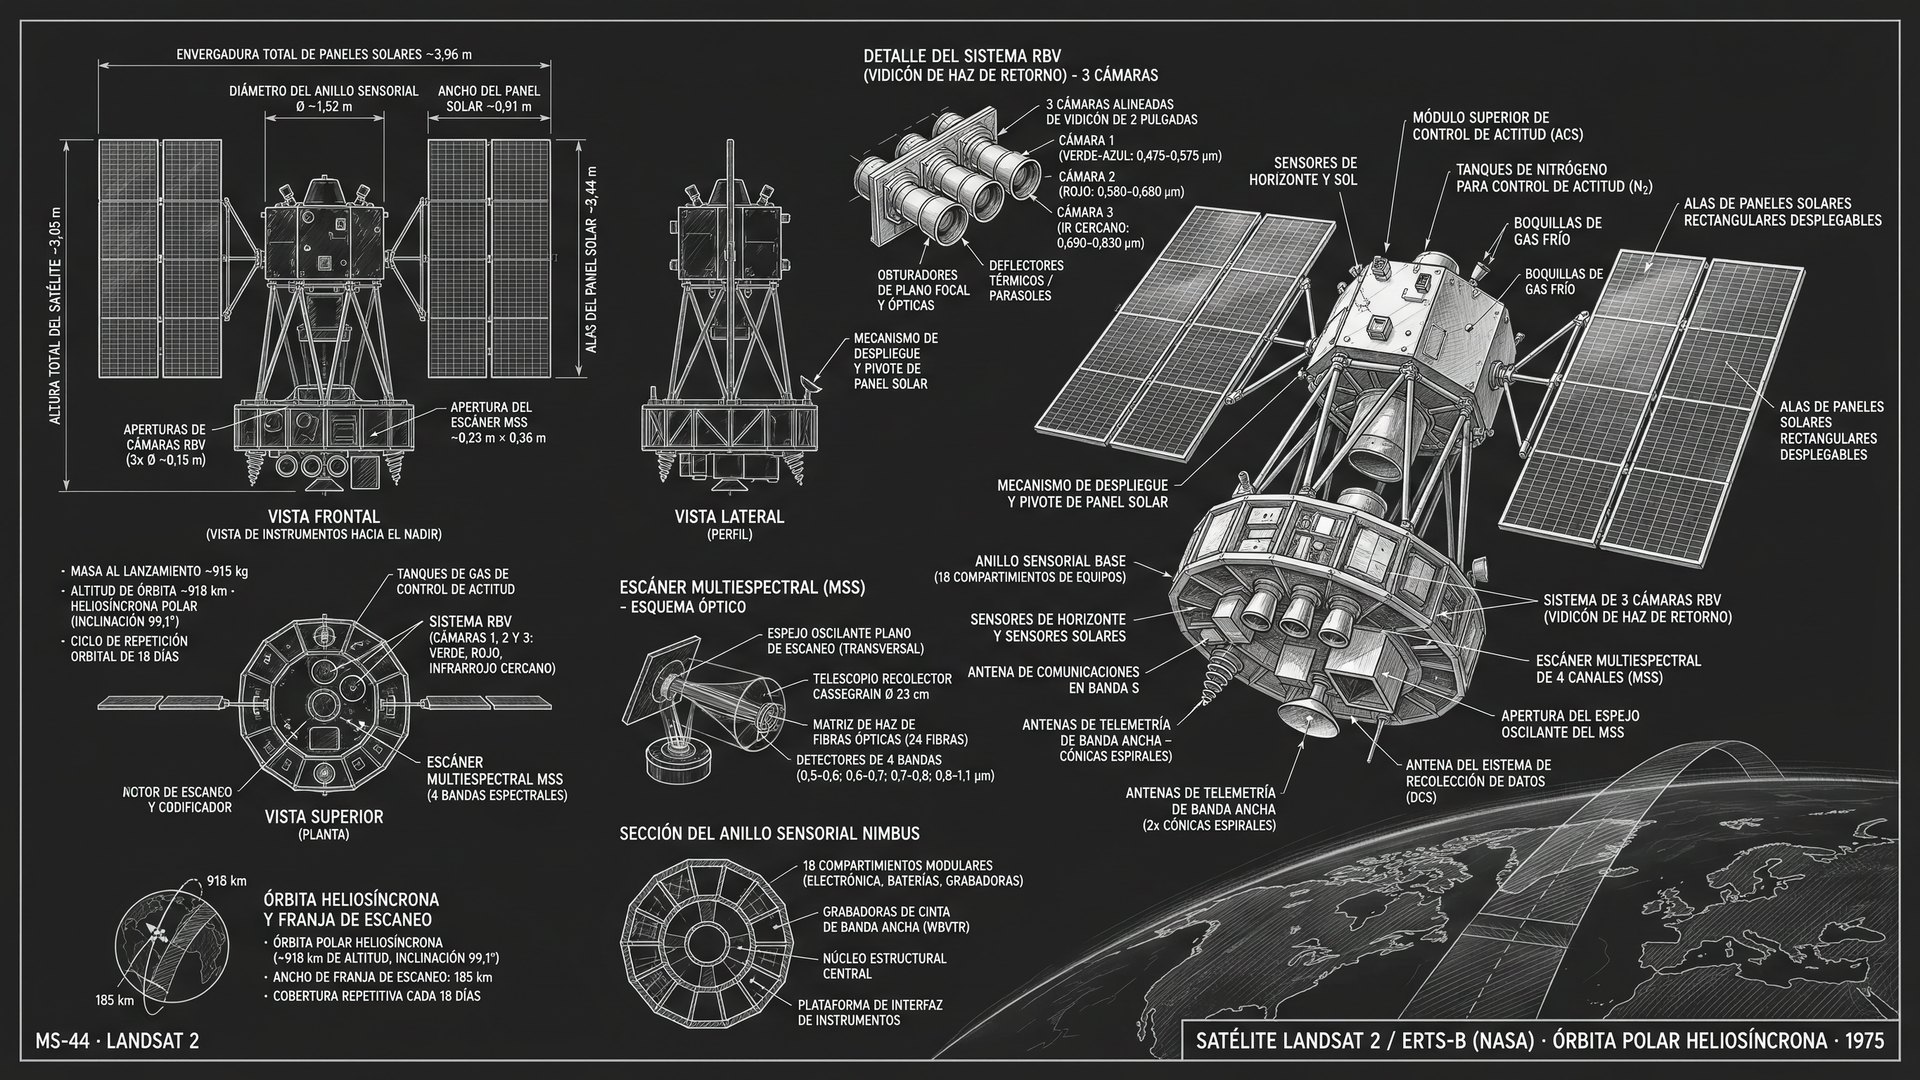 ENVERGADURA TOTAL DE PANELES SOLARES ~3,96 m
DIÁMETRO DEL ANILLO SENSORIAL
Ø ~1,52 m
ANCHO DEL PANEL
SOLAR ~0,91 m
ALTURA TOTAL DEL SATÉLITE ~3,05 m
ALAS DEL PANEL SOLAR ~3,44 m
APERTURAS DE
CÁMARAS RBV
(3x Ø ~0,15 m)
APERTURA DEL
ESCÁNER MSS
~0,23 m × 0,36 m
VISTA FRONTAL
(VISTA DE INSTRUMENTOS HACIA EL NADIR)
MECANISMO DE
DESPLIEGUE
Y PIVOTE DE
PANEL SOLAR
VISTA LATERAL
(PERFIL)
DETALLE DEL SISTEMA RBV
(VIDICÓN DE HAZ DE RETORNO) - 3 CÁMARAS
3 CÁMARAS ALINEADAS
DE VIDICÓN DE 2 PULGADAS
CÁMARA 1
(VERDE-AZUL: 0,475-0,575 µm)
CÁMARA 2
(ROJO: 0,580-0,680 µm)
CÁMARA 3
(IR CERCANO:
0,690-0,830 µm)
OBTURADORES
DE PLANO FOCAL
Y ÓPTICAS
DEFLECTORES
TÉRMICOS /
PARASOLES
MÓDULO SUPERIOR DE
CONTROL DE ACTITUD (ACS)
SENSORES DE
HORIZONTE Y SOL
TANQUES DE NITRÓGENO
PARA CONTROL DE ACTITUD (N₂)
BOQUILLAS DE
GAS FRÍO
BOQUILLAS DE
GAS FRÍO
ALAS DE PANELES SOLARES
RECTANGULARES DESPLEGABLES
ALAS DE PANELES
SOLARES
RECTANGULARES
DESPLEGABLES
MECANISMO DE DESPLIEGUE
Y PIVOTE DE PANEL SOLAR
ANILLO SENSORIAL BASE
(18 COMPARTIMIENTOS DE EQUIPOS)
SENSORES DE HORIZONTE
Y SENSORES SOLARES
ANTENA DE COMUNICACIONES
EN BANDA S
ANTENAS DE TELEMETRÍA
DE BANDA ANCHA –
CÓNICAS ESPIRALES)
ANTENAS DE TELEMETRÍA
DE BANDA ANCHA
(2x CÓNICAS ESPIRALES)
SISTEMA DE 3 CÁMARAS RBV
(VIDICÓN DE HAZ DE RETORNO)
ESCÁNER MULTIESPECTRAL
DE 4 CANALES (MSS)
APERTURA DEL ESPEJO
OSCILANTE DEL MSS
ANTENA DEL EISTEMA DE
RECOLECCIÓN DE DATOS
(DCS)
- MASA AL LANZAMIENTO ~915 kg
- ALTITUD DE ÓRBITA ~918 km -
HELIOSÍNCRONA POLAR
(INCLINACIÓN 99,1°)
- CICLO DE REPETICIÓN
ORBITAL DE 18 DÍAS
TANQUES DE GAS DE
CONTROL DE ACTITUD
SISTEMA RBV
(CÁMARAS 1, 2 Y 3:
VERDE, ROJO,
INFRARROJO CERCANO)
NOTOR DE ESCANEO
Y CODIFICADOR
ESCÁNER
MULTIESPECTRAL MSS
(4 BANDAS ESPECTRALES)
VISTA SUPERIOR
(PLANTA)
ESCÁNER MULTIESPECTRAL (MSS)
– ESQUEMA ÓPTICO
ESPEJO OSCILANTE PLANO
DE ESCANEO (TRANSVERSAL)
TELESCOPIO RECOLECTOR
CASSEGRAIN Ø 23 cm
MATRIZ DE HAZ DE
FIBRAS ÓPTICAS (24 FIBRAS)
DETECTORES DE 4 BANDAS
(0,5-0,6; 0,6-0,7; 0,7-0,8; 0,8-1,1 µm)
SECCIÓN DEL ANILLO SENSORIAL NIMBUS
18 COMPARTIMIENTOS MODULARES
(ELECTRÓNICA, BATERÍAS, GRABADORAS)
GRABADORAS DE CINTA
DE BANDA ANCHA (WBVTR)
NÚCLEO ESTRUCTURAL
CENTRAL
PLATAFORMA DE INTERFAZ
DE INSTRUMENTOS
918 km
185 km
ÓRBITA HELIOSÍNCRONA
Y FRANJA DE ESCANEO
• ÓRBITA POLAR HELIOSÍNCRONA
(~918 km DE ALTITUD, INCLINACIÓN 99,1°)
• ANCHO DE FRANJA DE ESCANEO: 185 km
• COBERTURA REPETITIVA CADA 18 DÍAS
MS-44 · LANDSAT 2
SATÉLITE LANDSAT 2 / ERTS-B (NASA) · ÓRBITA POLAR HELIOSÍNCRONA · 1975